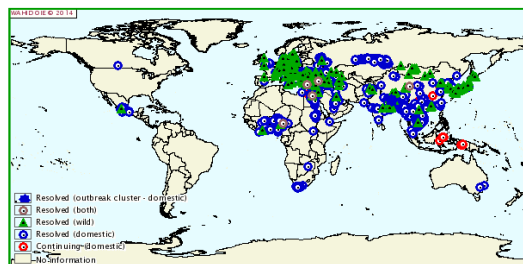 WAHID OIE © 2014
Resolved (outbreak cluster - domestic)
Resolved (both)
Resolved (wild)
Resolved (domestic)
Continuing (domestic)
No information